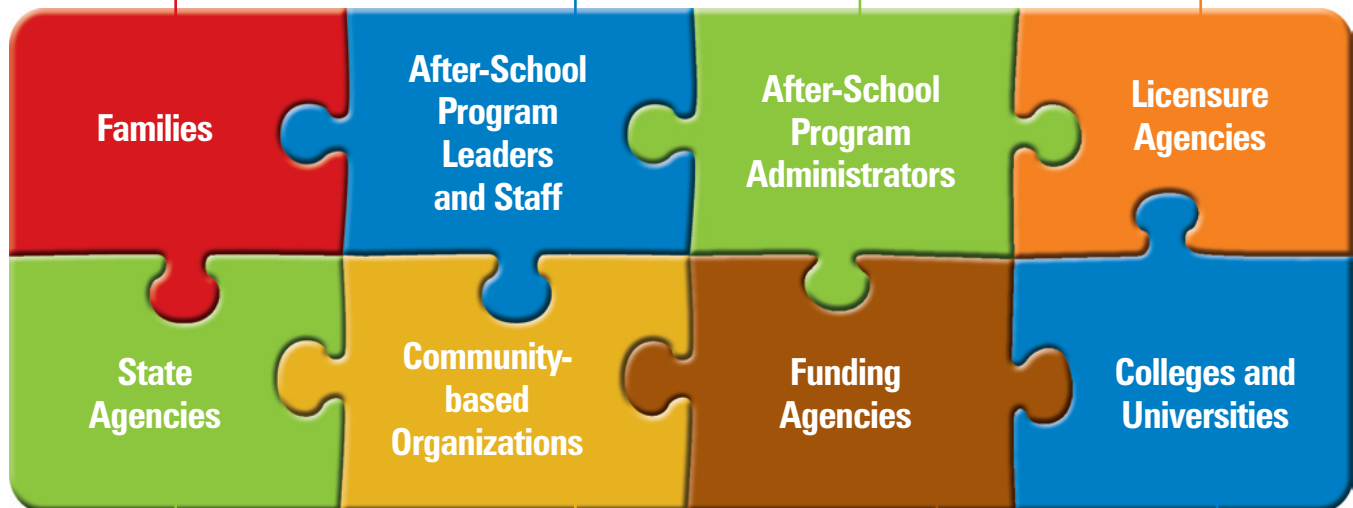 Families
After-School
Program
Leaders
and Staff
After-School
Program
Administrators
Licensure
Agencies
State
Agencies
Community-
based
Organizations
Funding
Agencies
Colleges and
Universities